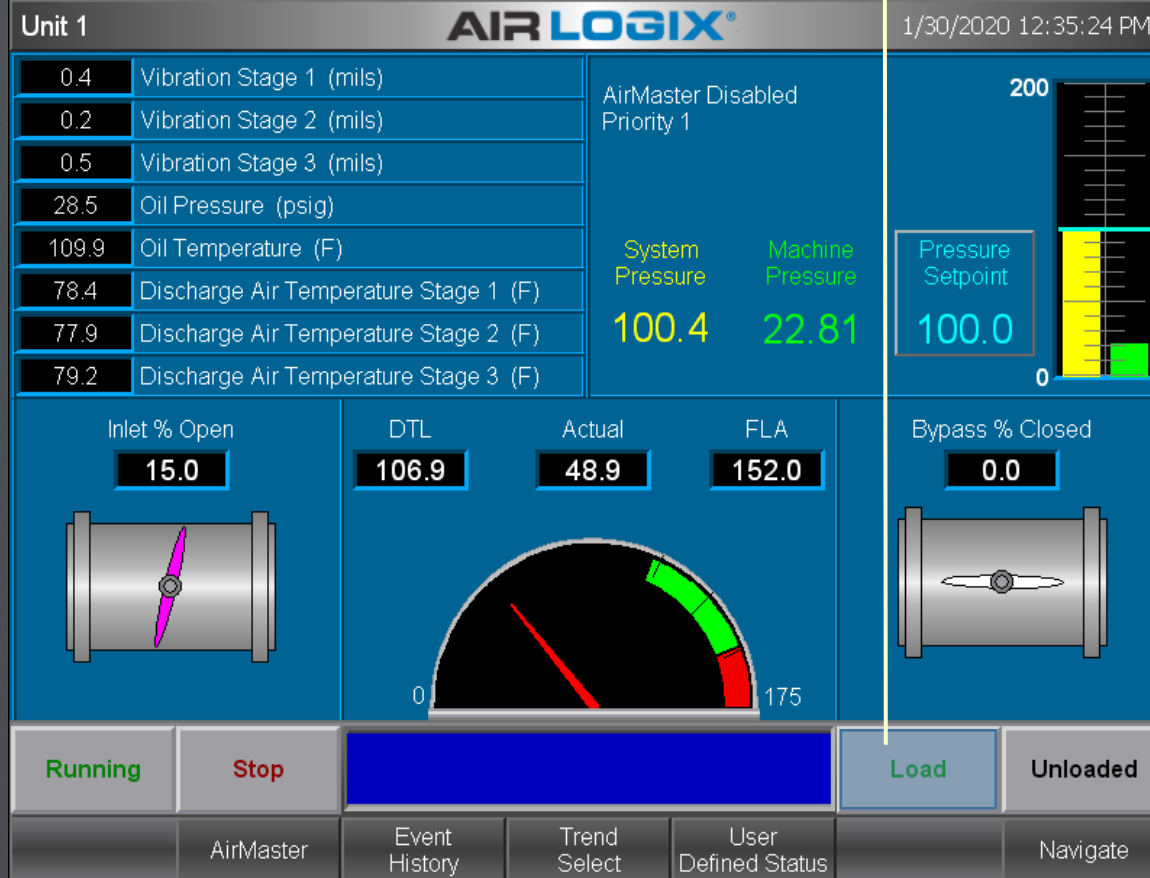 Unit 1
AIRLOGIX®
1/30/2020 12:35:24 PM
0.4 Vibration Stage 1 (mils)
0.2 Vibration Stage 2 (mils)
0.5 Vibration Stage 3 (mils)
28.5 Oil Pressure (psig)
109.9 Oil Temperature (F)
78.4 Discharge Air Temperature Stage 1 (F)
77.9 Discharge Air Temperature Stage 2 (F)
79.2 Discharge Air Temperature Stage 3 (F)
AirMaster Disabled
Priority 1
System
Pressure
100.4
Machine
Pressure
22.81
Pressure
Setpoint
100.0
200
0
Inlet % Open
15.0
DTL
106.9
Actual
48.9
FLA
152.0
0
175
Bypass % Closed
0.0
Running
Stop
Load
Unloaded
AirMaster
Event
History
Trend
Select
User
Defined Status
Navigate